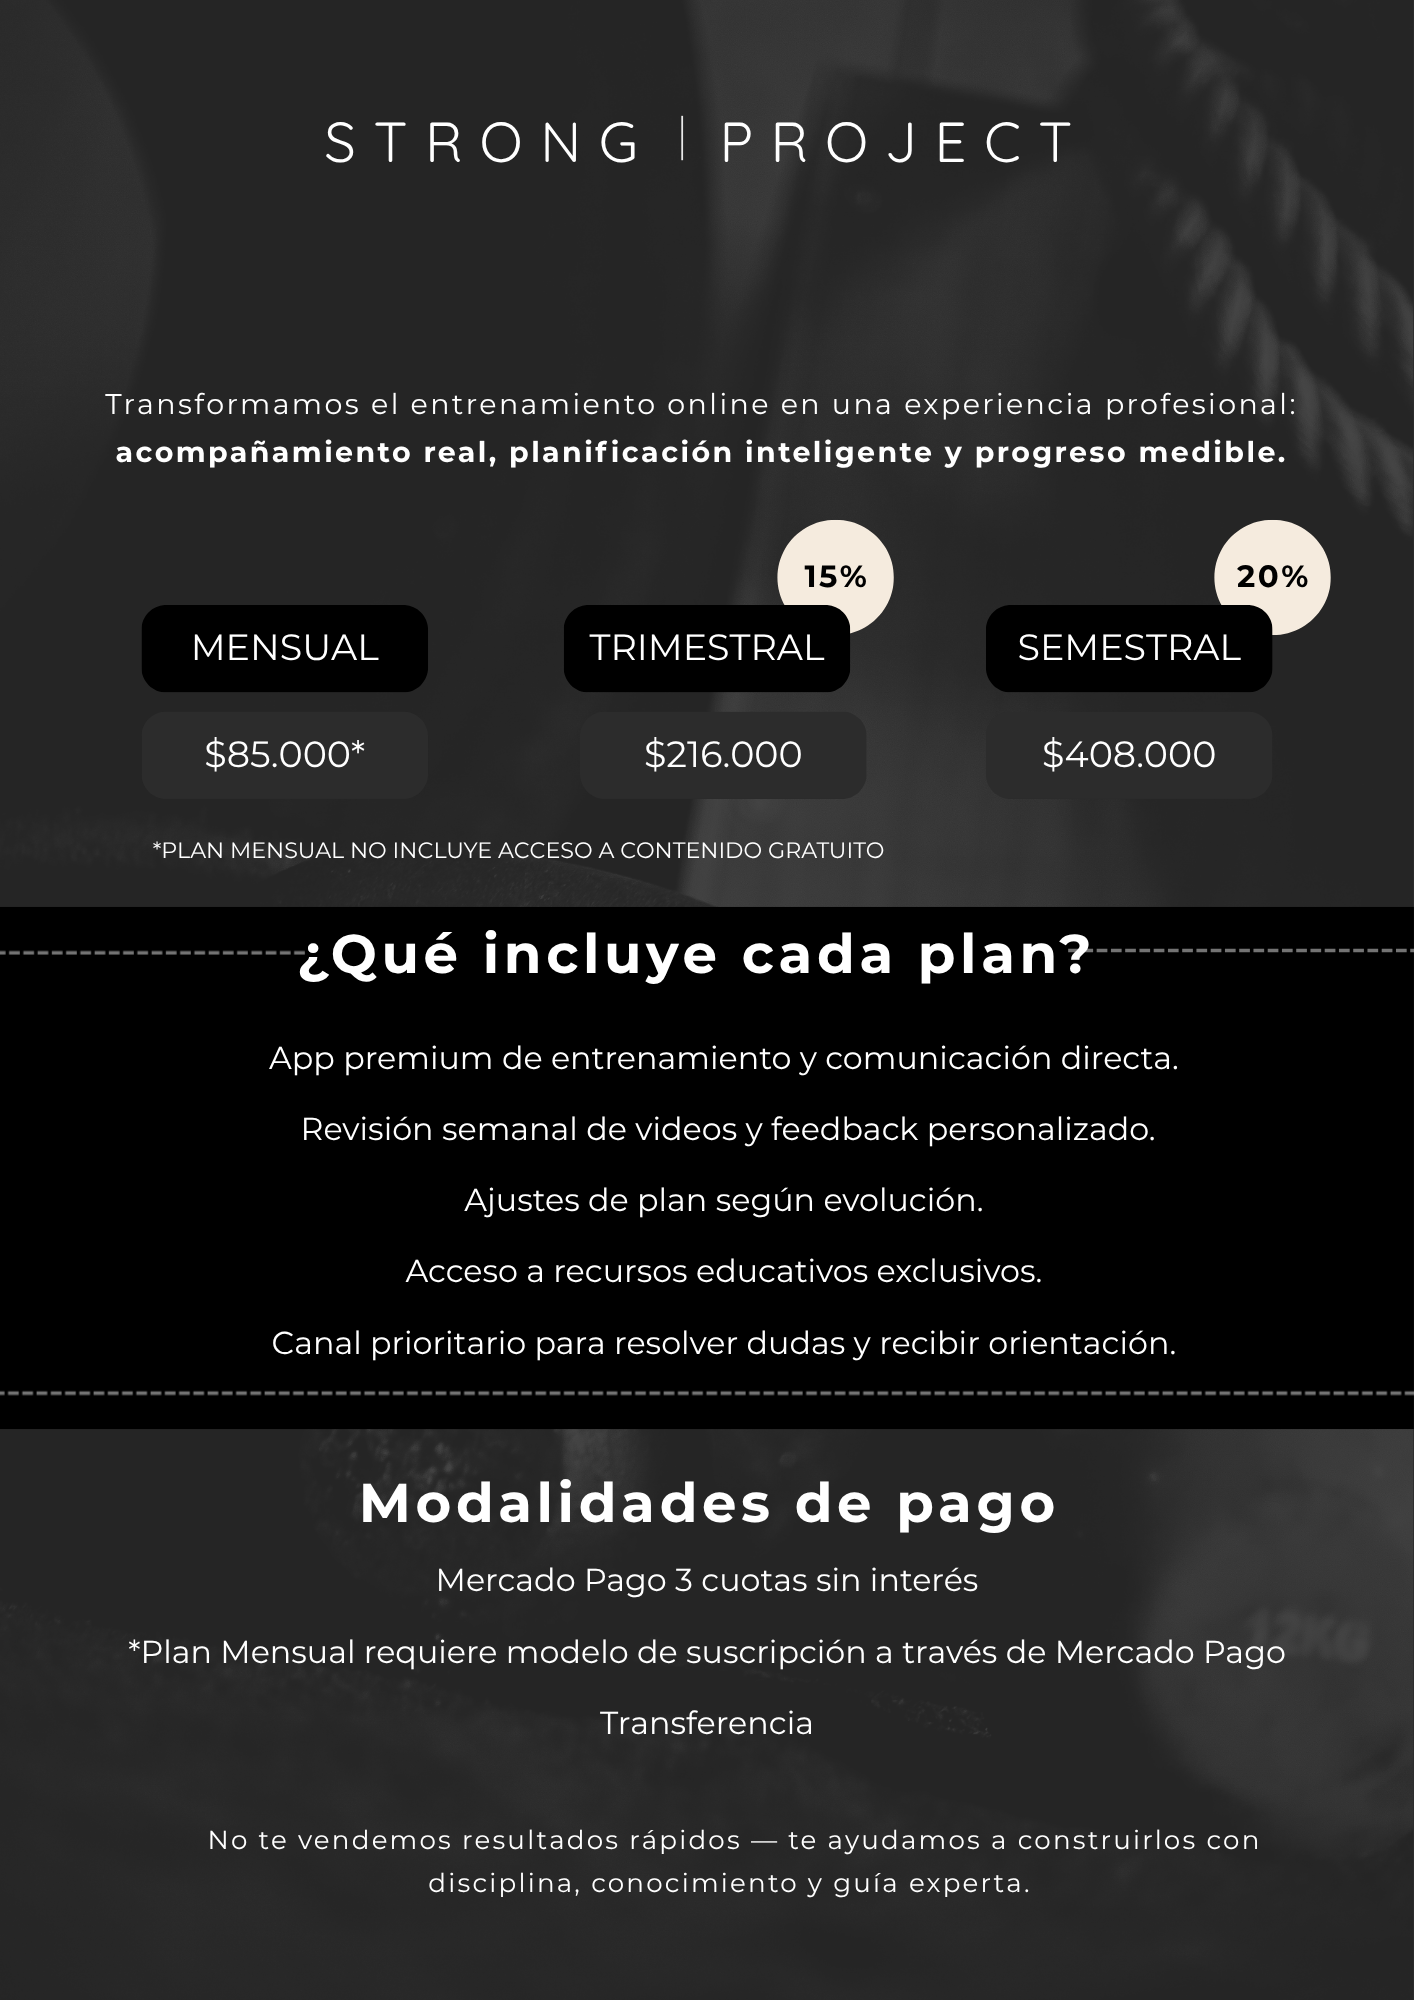 STRONG | PROJECT
Transformamos el entrenamiento online en una experiencia profesional:
acompañamiento real, planificación inteligente y progreso medible.
15%
20%
MENSUAL
TRIMESTRAL
SEMESTRAL
$85.000*
$216.000
$408.000
*PLAN MENSUAL NO INCLUYE ACCESO A CONTENIDO GRATUITO
¿Qué incluye cada plan?
App premium de entrenamiento y comunicación directa.
Revisión semanal de videos y feedback personalizado.
Ajustes de plan según evolución.
Acceso a recursos educativos exclusivos.
Canal prioritario para resolver dudas y recibir orientación.
Modalidades de pago
Mercado Pago 3 cuotas sin interés
12KG
*Plan Mensual requiere modelo de suscripción a través de Mercado Pago
Transferencia
No te vendemos resultados rápidos — te ayudamos a construirlos con
disciplina, conocimiento y guía experta.